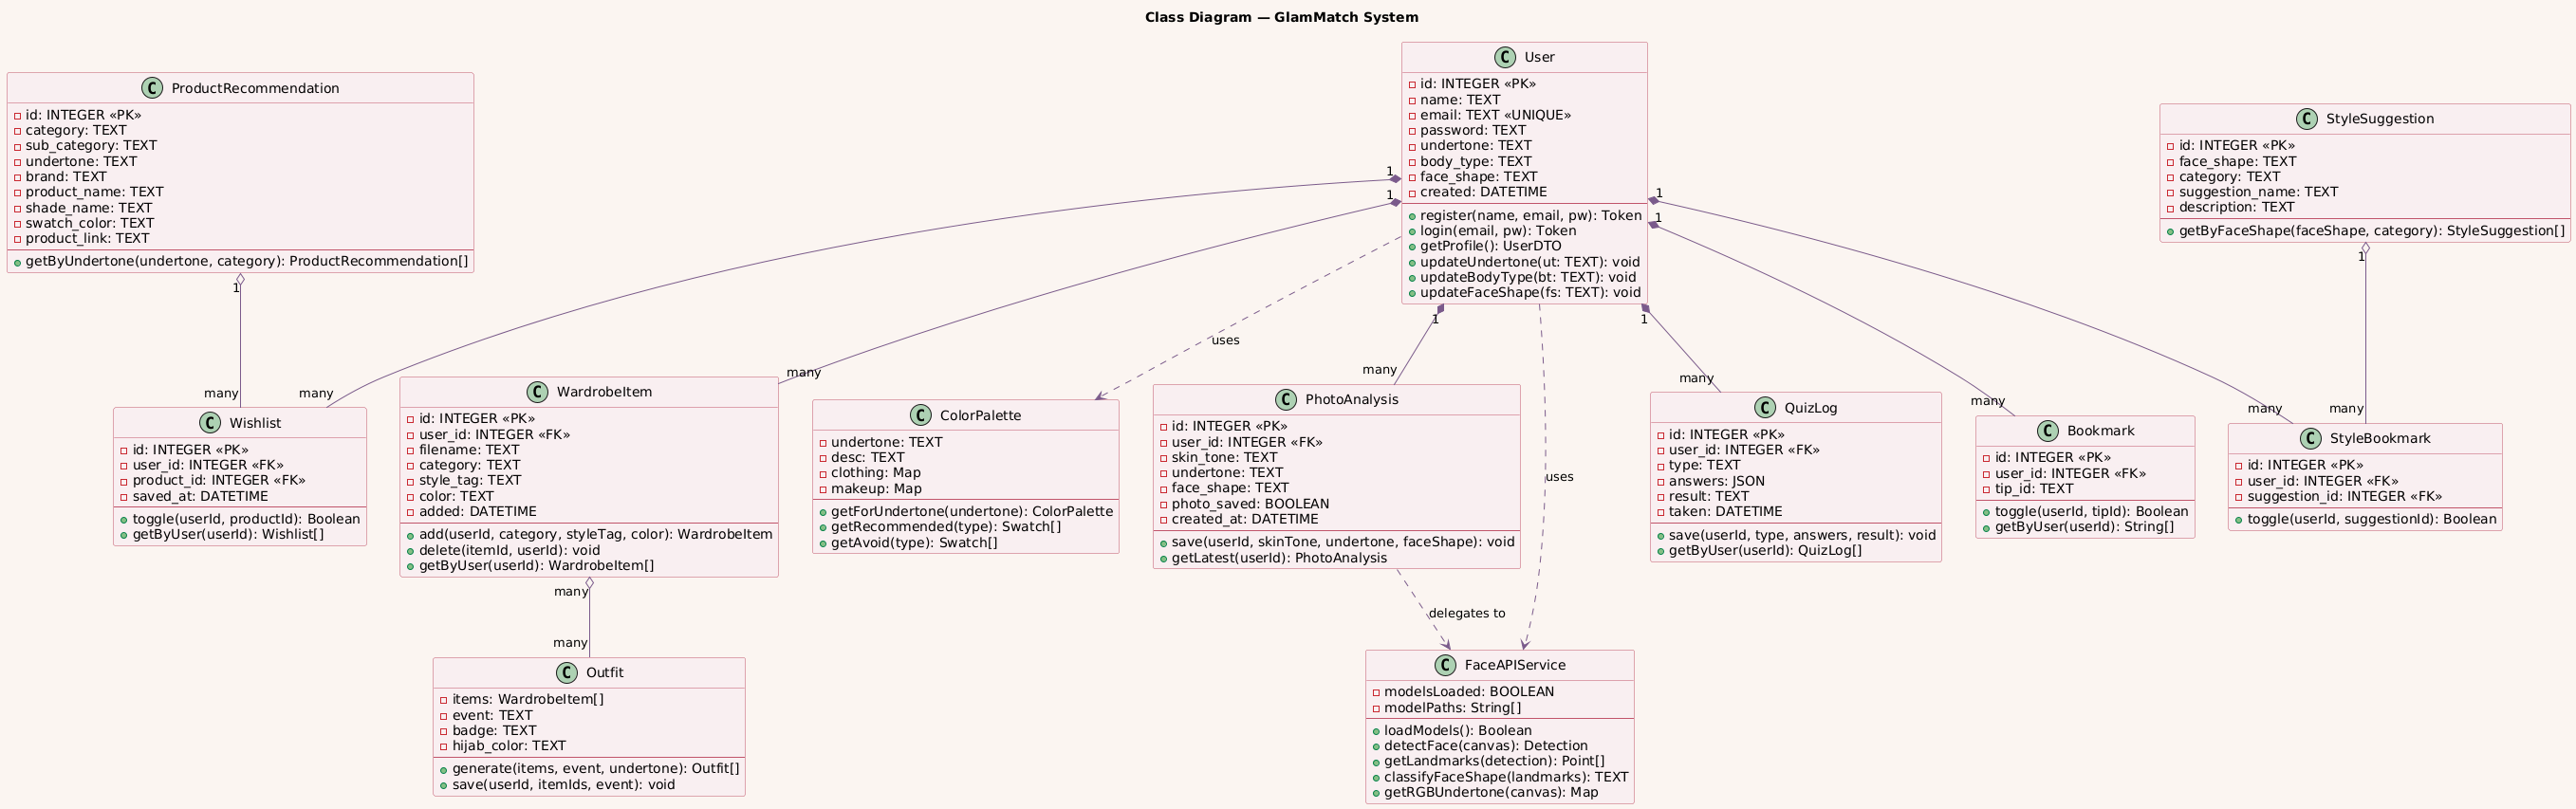 Class Diagram — GlamMatch System
C ProductRecommendation
id: INTEGER «PK»
category: TEXT
sub_category: TEXT
undertone: TEXT
brand: TEXT
product_name: TEXT
shade_name: TEXT
swatch_color: TEXT
product_link: TEXT
getByUndertone(undertone, category): ProductRecommendation[]
C User
id: INTEGER «PK»
name: TEXT
email: TEXT «UNIQUE»
password: TEXT
undertone: TEXT
body_type: TEXT
face_shape: TEXT
created: DATETIME
register(name, email, pw): Token
login(email, pw): Token
getProfile(): UserDTO
updateUndertone(ut: TEXT): void
updateBodyType(bt: TEXT): void
updateFaceShape(fs: TEXT): void
C StyleSuggestion
id: INTEGER «PK»
face_shape: TEXT
category: TEXT
suggestion_name: TEXT
description: TEXT
getByFaceShape(faceShape, category): StyleSuggestion[]
1
1
1
1
1
1
1
1
uses
uses
many
many
many
many
many
many
many
many
C Wishlist
id: INTEGER «PK»
user_id: INTEGER «FK»
product_id: INTEGER «FK»
saved_at: DATETIME
toggle(userId, productId): Boolean
getByUser(userId): Wishlist[]
C WardrobeItem
id: INTEGER «PK»
user_id: INTEGER «FK»
filename: TEXT
category: TEXT
style_tag: TEXT
color: TEXT
added: DATETIME
add(userId, category, styleTag, color): WardrobeItem
delete(itemId, userId): void
getByUser(userId): WardrobeItem[]
C ColorPalette
undertone: TEXT
desc: TEXT
clothing: Map
makeup: Map
getForUndertone(undertone): ColorPalette
getRecommended(type): Swatch[]
getAvoid(type): Swatch[]
C PhotoAnalysis
id: INTEGER «PK»
user_id: INTEGER «FK»
skin_tone: TEXT
undertone: TEXT
face_shape: TEXT
photo_saved: BOOLEAN
created_at: DATETIME
save(userId, skinTone, undertone, faceShape): void
getLatest(userId): PhotoAnalysis
C QuizLog
id: INTEGER «PK»
user_id: INTEGER «FK»
type: TEXT
answers: JSON
result: TEXT
taken: DATETIME
save(userId, type, answers, result): void
getByUser(userId): QuizLog[]
C Bookmark
id: INTEGER «PK»
user_id: INTEGER «FK»
tip_id: TEXT
toggle(userId, tipId): Boolean
getByUser(userId): String[]
C StyleBookmark
id: INTEGER «PK»
user_id: INTEGER «FK»
suggestion_id: INTEGER «FK»
toggle(userId, suggestionId): Boolean
many
many
delegates to
C Outfit
items: WardrobeItem[]
event: TEXT
badge: TEXT
hijab_color: TEXT
generate(items, event, undertone): Outfit[]
save(userId, itemIds, event): void
C FaceAPIService
modelsLoaded: BOOLEAN
modelPaths: String[]
loadModels(): Boolean
detectFace(canvas): Detection
getLandmarks(detection): Point[]
classifyFaceShape(landmarks): TEXT
getRGBUndertone(canvas): Map